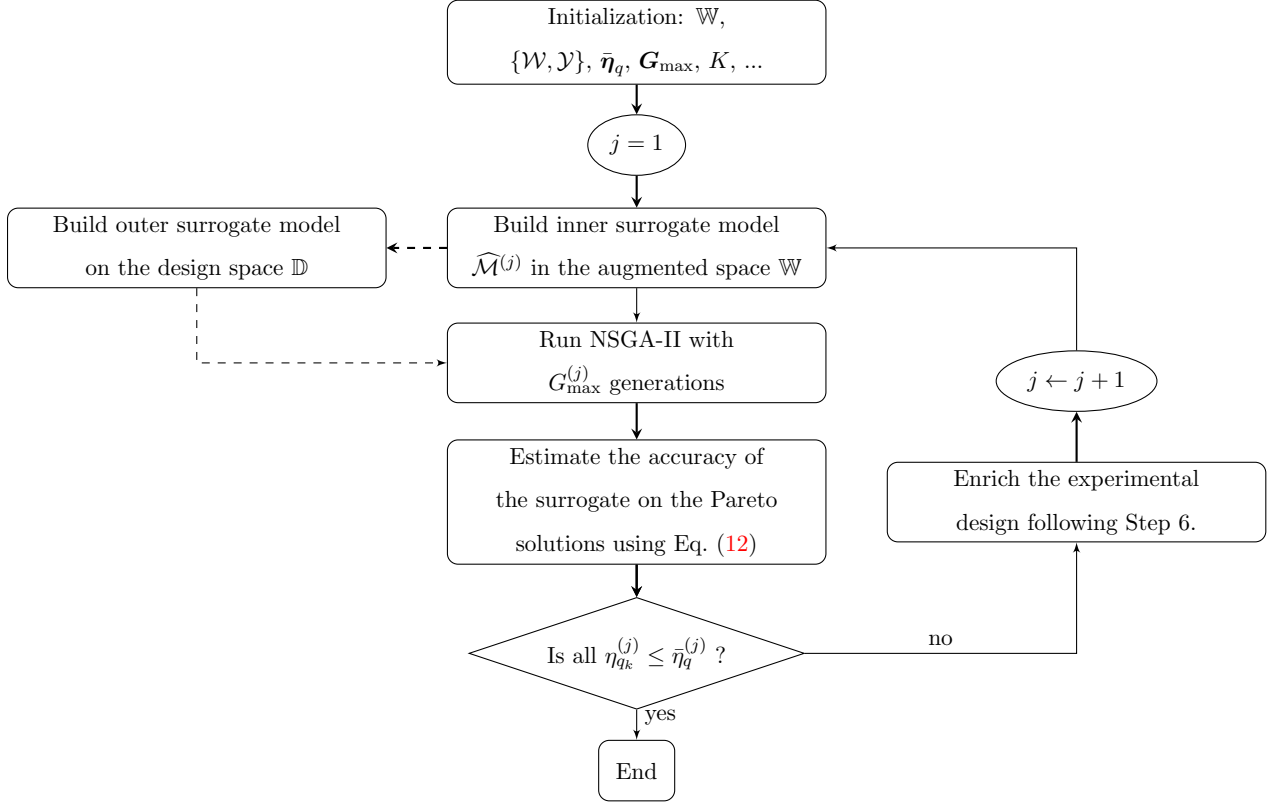 Initialization: 𝕎,
{𝒲, 𝒴}, η̄_q, G_max, K, ...
j = 1
Build outer surrogate model
on the design space 𝔻
Build inner surrogate model
ℳ̂^(j) in the augmented space 𝕎
Run NSGA-II with
G_max^(j) generations
j ← j + 1
Estimate the accuracy of
the surrogate on the Pareto
solutions using Eq. (12)
Enrich the experimental
design following Step 6.
Is all η_{q_k}^(j) ≤ η̄_q^(j) ?
no
yes
End